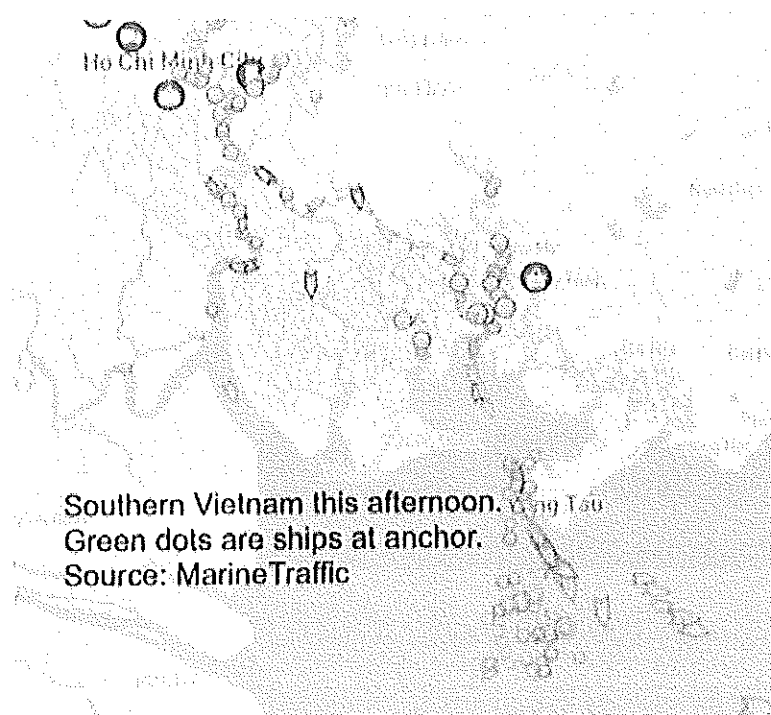 Ho Chi Minh City
Southern Vietnam this afternoon.
Green dots are ships at anchor.
Source: MarineTraffic